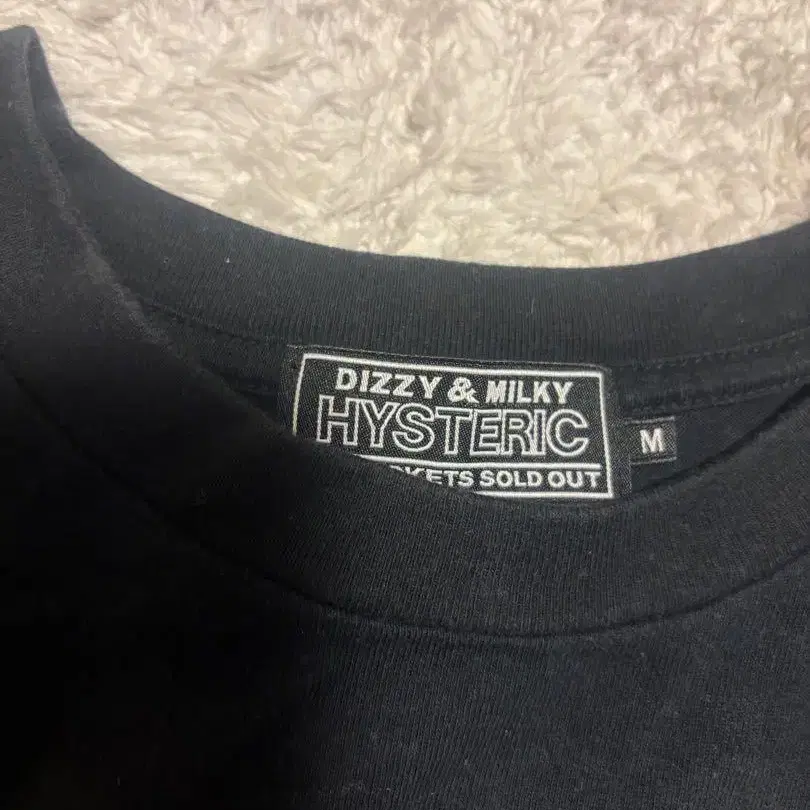 DIZZY & MILKY
HYSTERIC
SOLD OUT
M